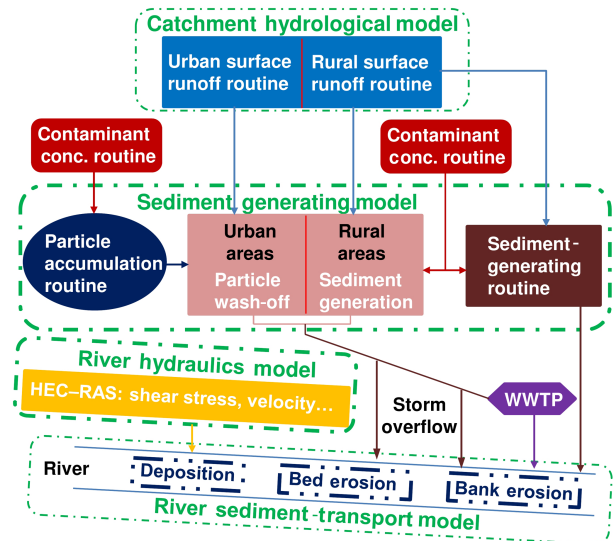 Catchment hydrological model
Urban surface
runoff routine
Rural surface
runoff routine
Contaminant
conc. routine
Contaminant
conc. routine
Sediment generating model
Particle
accumulation
routine
Urban
areas
Particle
wash-off
Rural
areas
Sediment
generation
Sediment-
generating
routine
River hydraulics model
HEC–RAS: shear stress, velocity...
Storm
overflow
WWTP
River
Deposition
Bed erosion
Bank erosion
River sediment-transport model